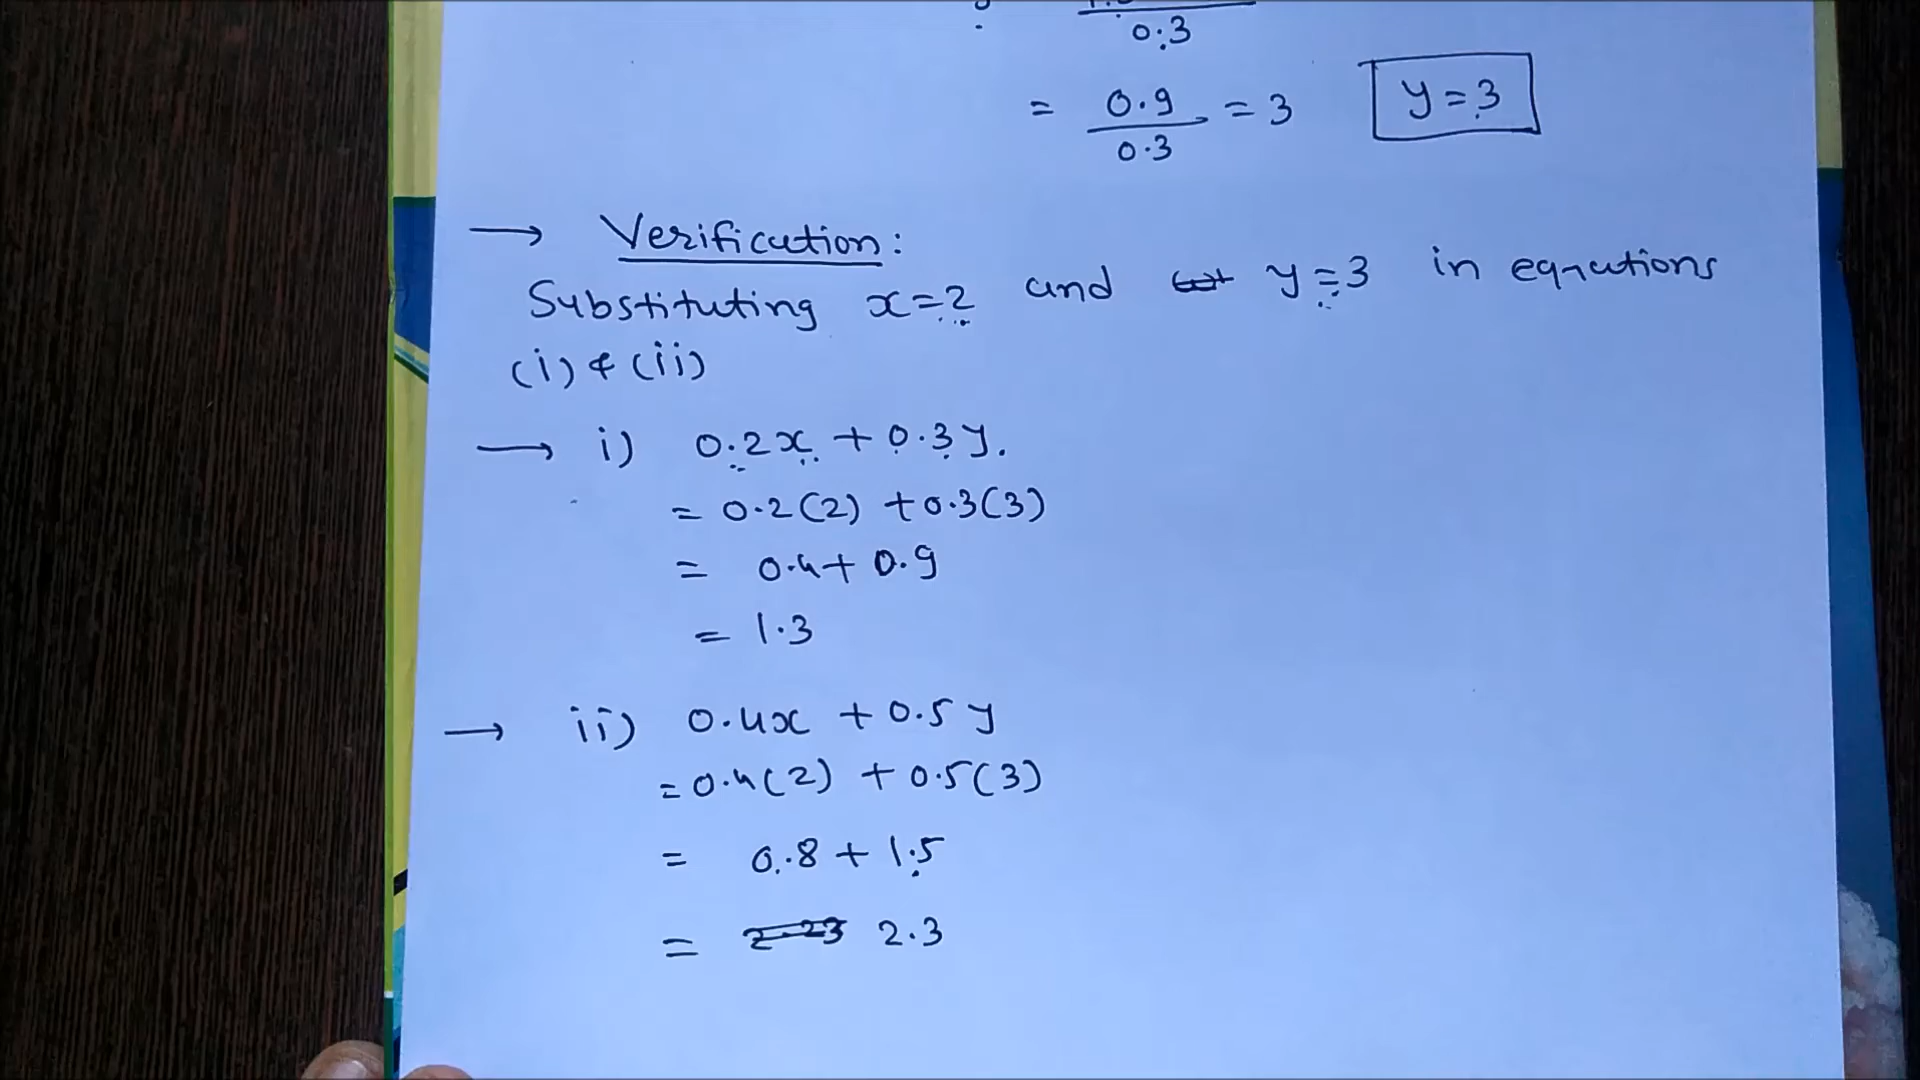 0.3
= 0.9 / 0.3 = 3 y=3
→ Verification:
Substituting x=2 and y=3 in equations
(i) & (ii)
→ i) 0.2x + 0.3y.
= 0.2(2) + 0.3(3)
= 0.4 + 0.9
= 1.3
→ ii) 0.4x + 0.5y
= 0.4(2) + 0.5(3)
= 0.8 + 1.5
= 2.3